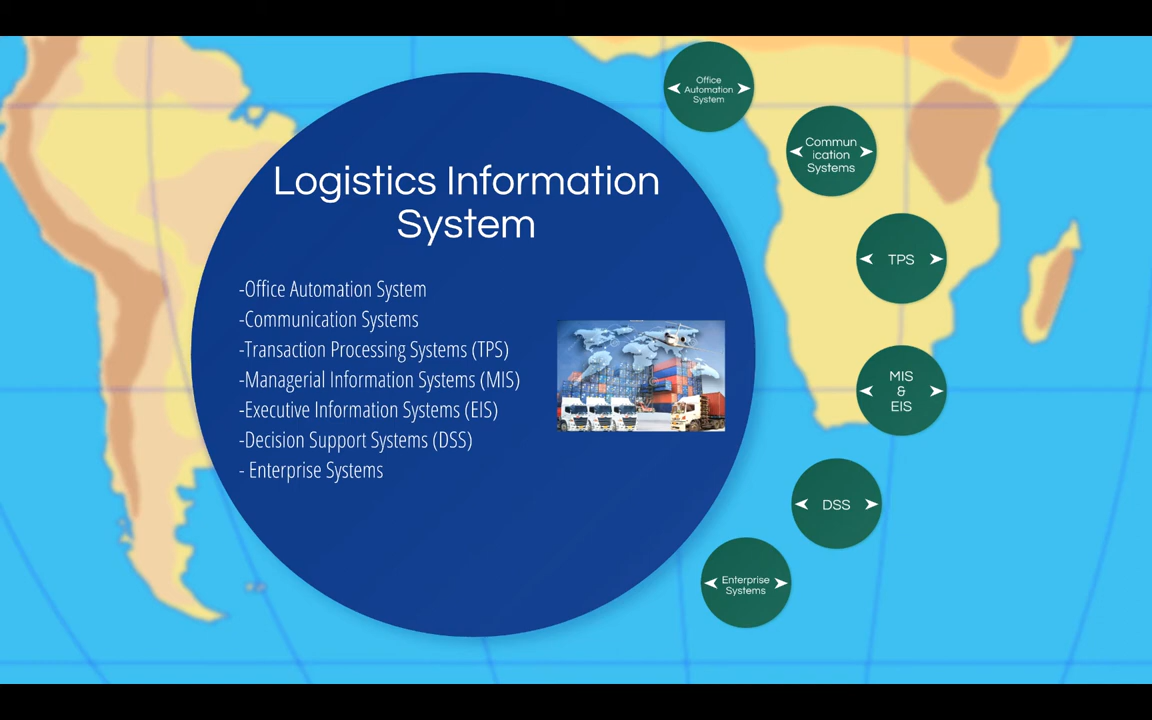 Logistics Information
System
-Office Automation System
-Communication Systems
-Transaction Processing Systems (TPS)
-Managerial Information Systems (MIS)
-Executive Information Systems (EIS)
-Decision Support Systems (DSS)
- Enterprise Systems
Office
Automation
System
Commun
ication
Systems
TPS
MIS
&
EIS
DSS
Enterprise
Systems